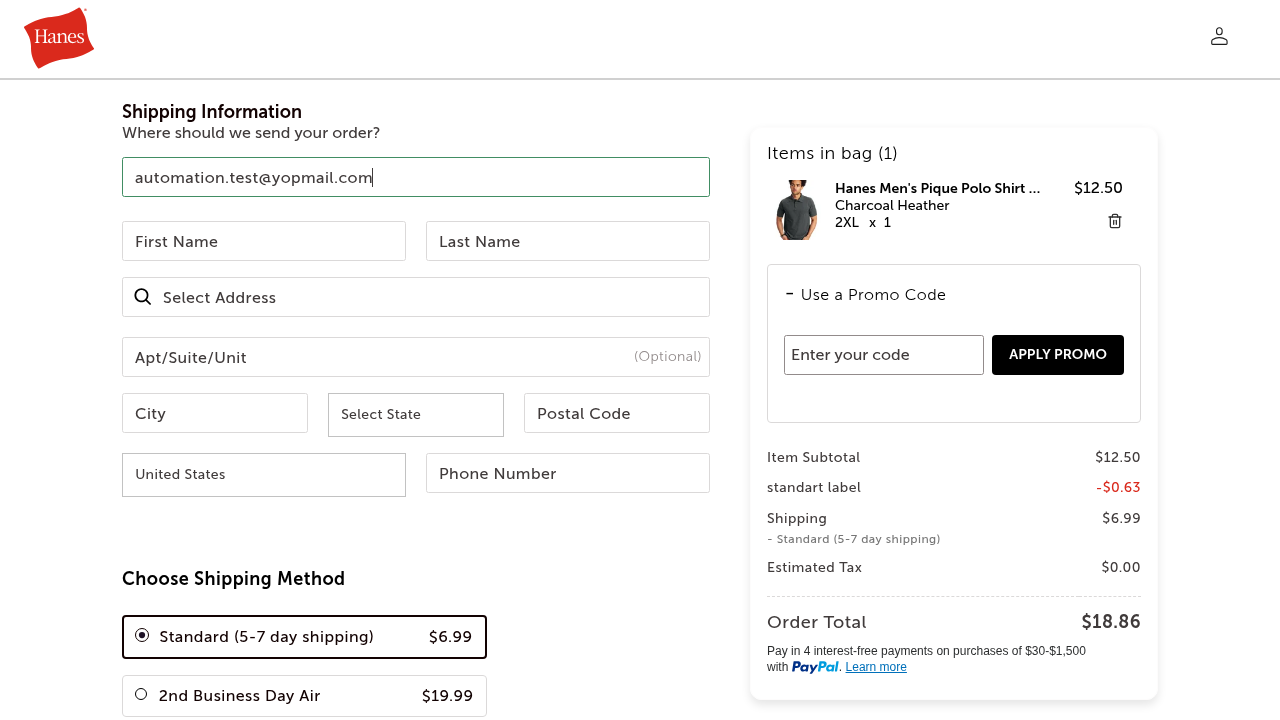 Hanes
Shipping Information
Where should we send your order?
automation.test@yopmail.com
First Name
Last Name
Select Address
Apt/Suite/Unit
(Optional)
City
Select State
Postal Code
United States
Phone Number
Choose Shipping Method
Standard (5-7 day shipping) $6.99
2nd Business Day Air $19.99
Items in bag (1)
Hanes Men's Pique Polo Shirt ... $12.50
Charcoal Heather
2XL x 1
- Use a Promo Code
Enter your code
APPLY PROMO
Item Subtotal $12.50
standart label -$0.63
Shipping $6.99
- Standard (5-7 day shipping)
Estimated Tax $0.00
Order Total $18.86
Pay in 4 interest-free payments on purchases of $30-$1,500
with PayPal. Learn more